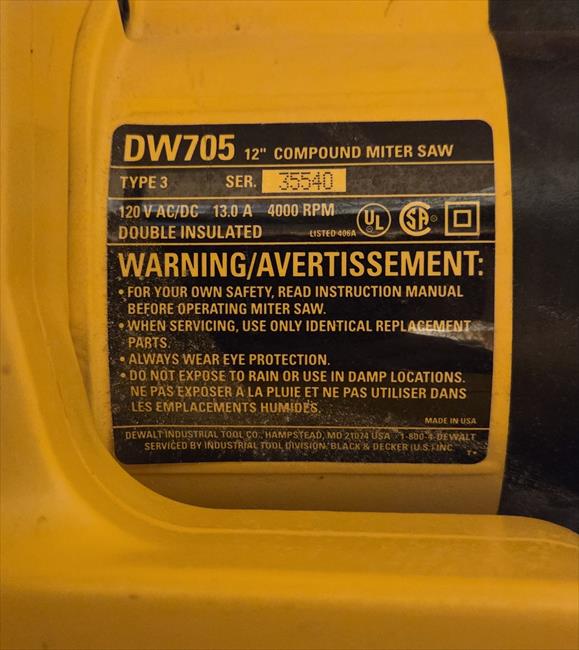 DW705 12" COMPOUND MITER SAW
TYPE 3 SER. 35540
120 V AC/DC 13.0 A 4000 RPM
DOUBLE INSULATED LISTED 406A UL SA
WARNING/AVERTISSEMENT:
• FOR YOUR OWN SAFETY, READ INSTRUCTION MANUAL
BEFORE OPERATING MITER SAW.
• WHEN SERVICING, USE ONLY IDENTICAL REPLACEMENT
PARTS.
• ALWAYS WEAR EYE PROTECTION.
• DO NOT EXPOSE TO RAIN OR USE IN DAMP LOCATIONS.
NE PAS EXPOSER À LA PLUIE ET NE PAS UTILISER DANS
LES EMPLACEMENTS HUMIDES.
MADE IN USA
DEWALT INDUSTRIAL TOOL CO., HAMPSTEAD, MD 21074 USA 1-800-4-DEWALT
SERVICED BY INDUSTRIAL TOOL DIVISION, BLACK & DECKER (U.S.) INC.